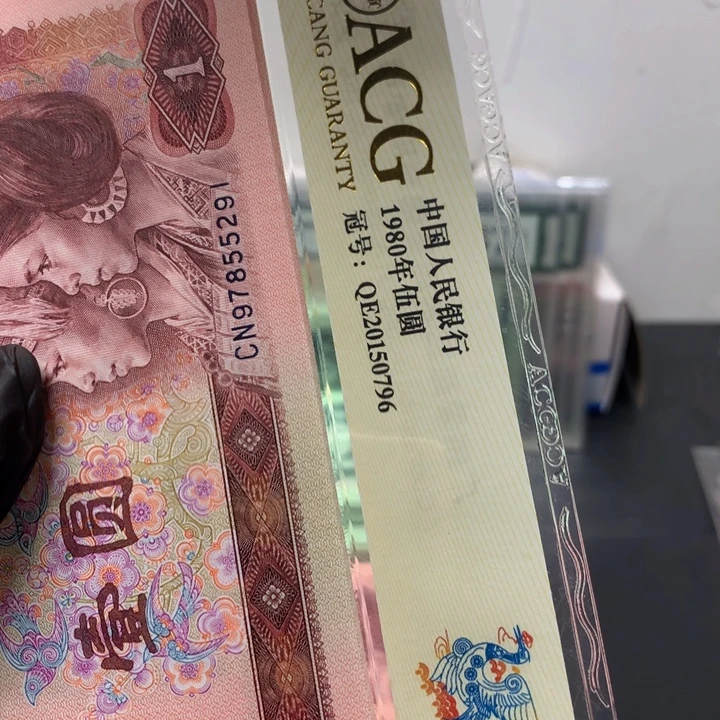 1
CN97855291
壹圆
ACG
CANG GUARANTY
中国人民银行
1980年伍圆
冠号：QE20150796
ACG